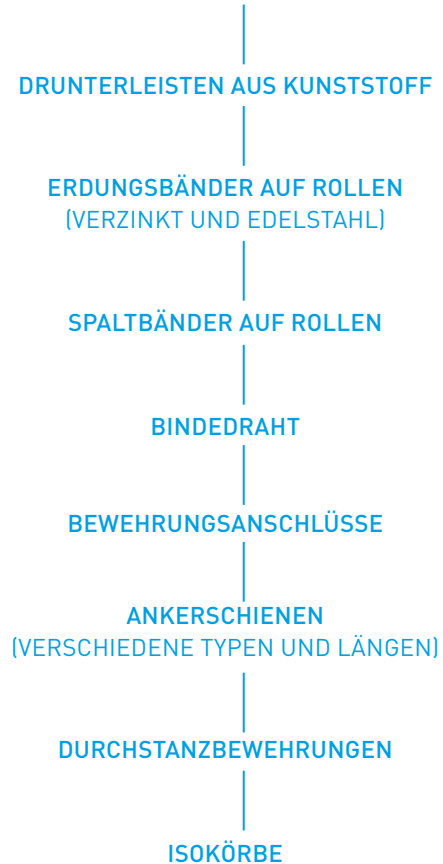 DRUNTERLEISTEN AUS KUNSTSTOFF
ERDUNGSBÄNDER AUF ROLLEN
(VERZINKT UND EDELSTAHL)
SPALTBÄNDER AUF ROLLEN
BINDEDRAHT
BEWEHRUNGSANSCHLÜSSE
ANKERSCHIENEN
(VERSCHIEDENE TYPEN UND LÄNGEN)
DURCHSTANZBEWEHRUNGEN
ISOKÖRBE